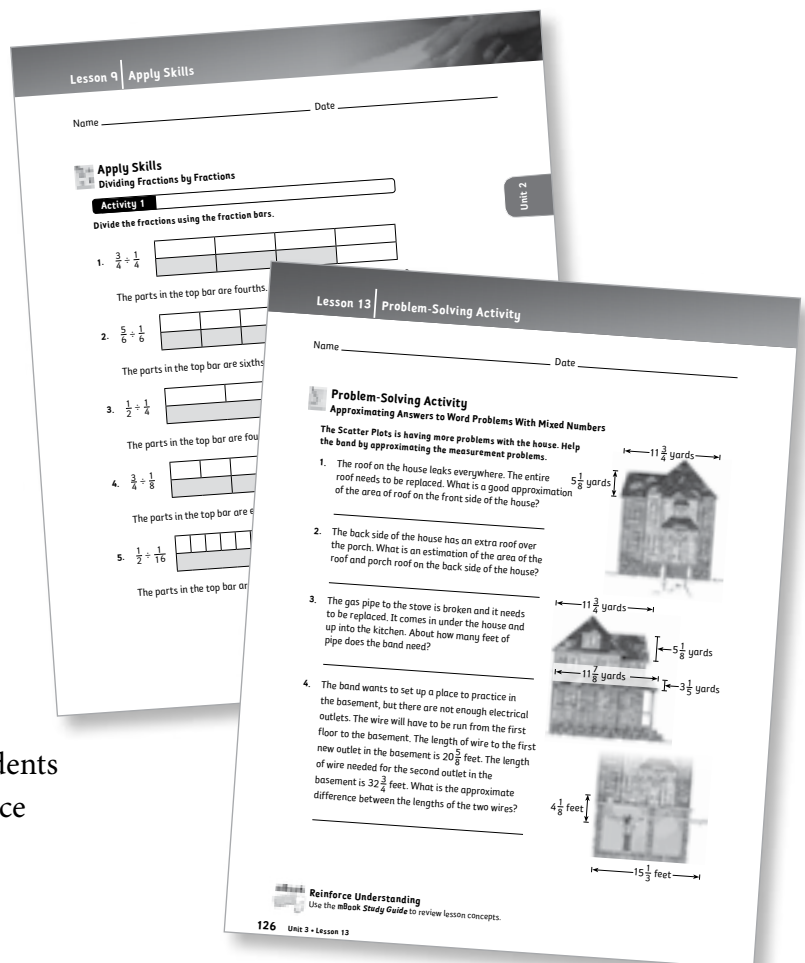 Lesson 9 | Apply Skills
Name Date
Apply Skills
Dividing Fractions by Fractions
Activity 1
Unit 2
Divide the fractions using the fraction bars.
1. 3/4 ÷ 1/4
The parts in the top bar are fourths.
2. 5/6 ÷ 1/6
The parts in the top bar are sixths
3. 1/2 ÷ 1/4
The parts in the top bar are fou
4. 3/4 ÷ 1/8
The parts in the top bar are e
5. 1/2 ÷ 1/16
The parts in the top bar ar
dents
ce
Lesson 13 | Problem-Solving Activity
Name Date
Problem-Solving Activity
Approximating Answers to Word Problems With Mixed Numbers
The Scatter Plots is having more problems with the house. Help
the band by approximating the measurement problems.
1. The roof on the house leaks everywhere. The entire
roof needs to be replaced. What is a good approximation
of the area of roof on the front side of the house?
11 3/4 yards
5 1/8 yards
2. The back side of the house has an extra roof over
the porch. What is an estimation of the area of the
roof and porch roof on the back side of the house?
11 3/4 yards
5 1/8 yards
11 7/8 yards
3 1/5 yards
3. The gas pipe to the stove is broken and it needs
to be replaced. It comes in under the house and
up into the kitchen. About how many feet of
pipe does the band need?
4 1/8 feet
15 1/3 feet
4. The band wants to set up a place to practice in
the basement, but there are not enough electrical
outlets. The wire will have to be run from the first
floor to the basement. The length of wire to the first
new outlet in the basement is 20 5/8 feet. The length
of wire needed for the second outlet in the
basement is 32 3/4 feet. What is the approximate
difference between the lengths of the two wires?
Reinforce Understanding
Use the mBook Study Guide to review lesson concepts.
126 Unit 3 • Lesson 13